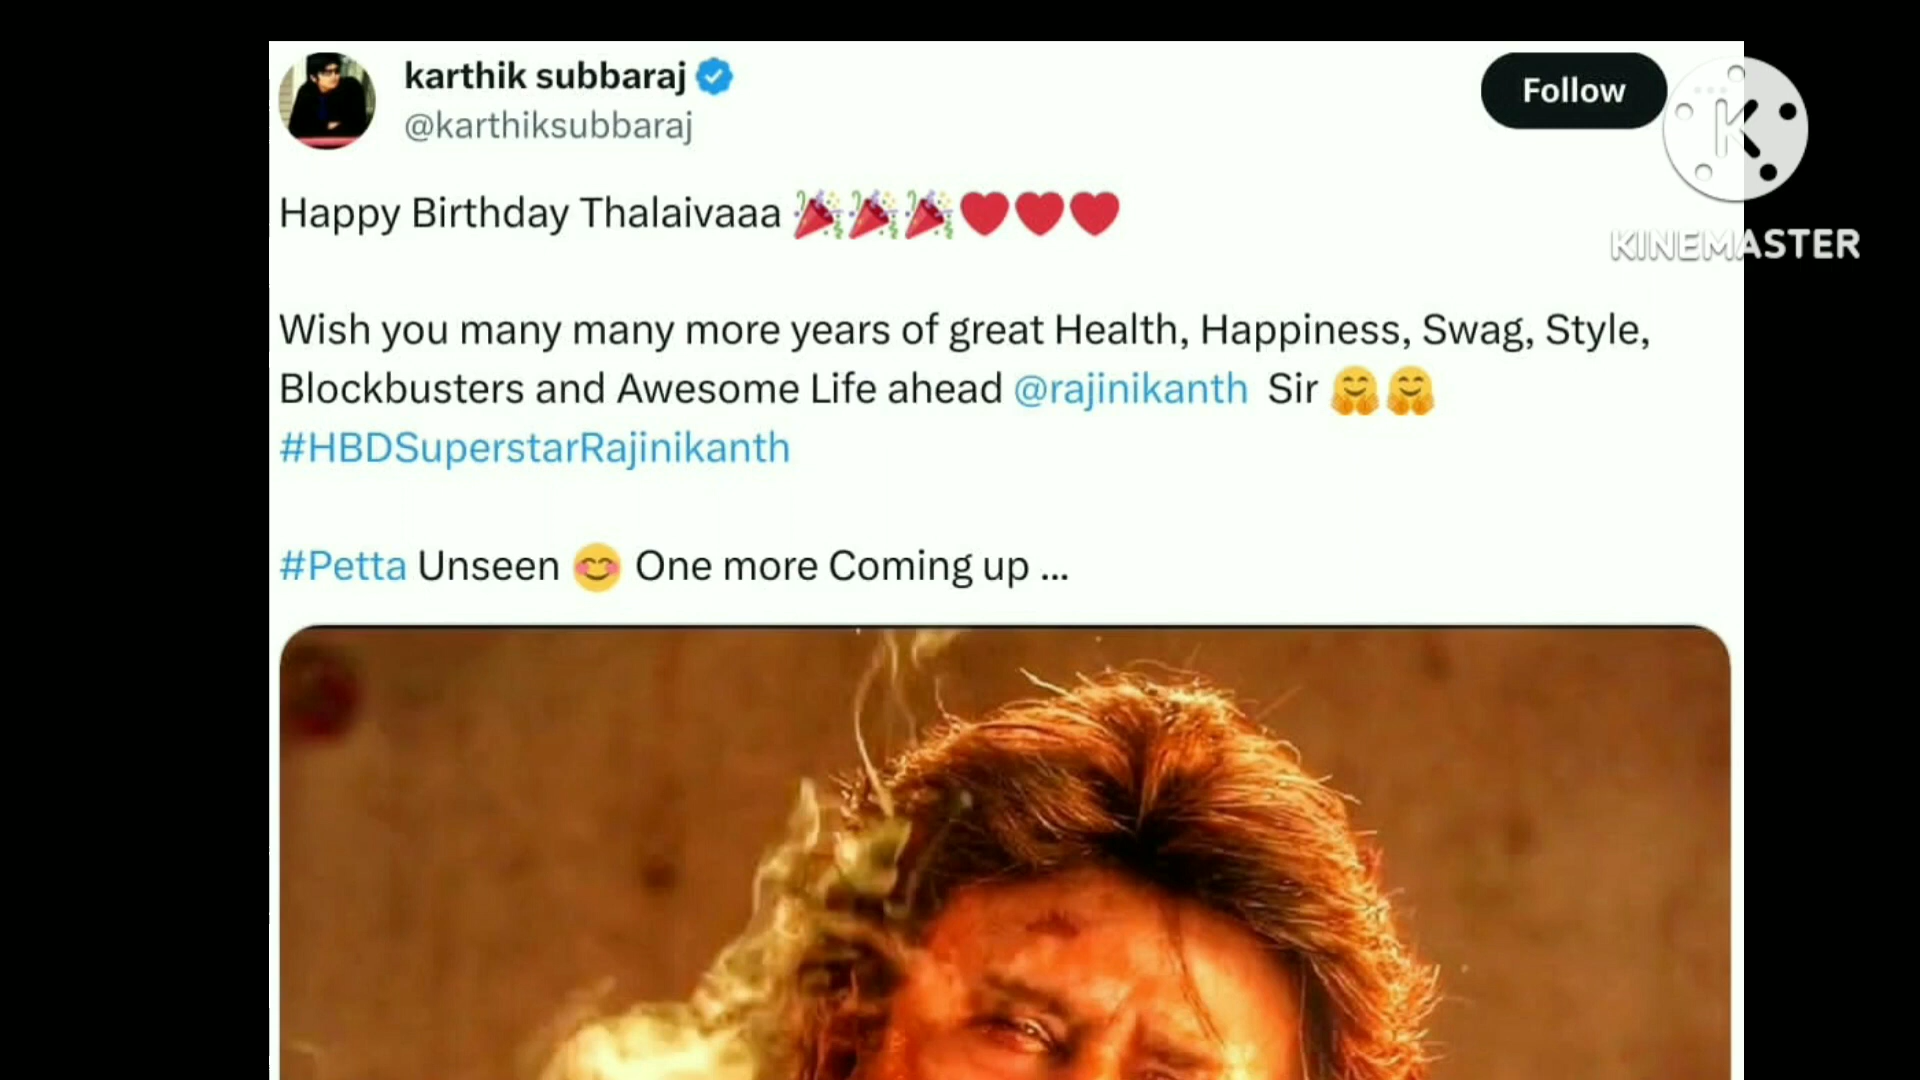 karthik subbaraj
@karthiksubbaraj
Follow
K
KINEMASTER
Happy Birthday Thalaivaaa 🎉🎉🎉❤️❤️❤️
Wish you many many more years of great Health, Happiness, Swag, Style,
Blockbusters and Awesome Life ahead @rajinikanth Sir 🤗🤗
#HBDSuperstarRajinikanth
#Petta Unseen 😊 One more Coming up ...